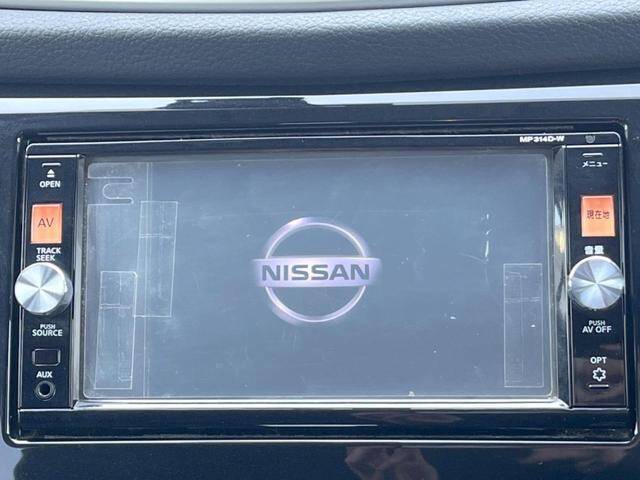 MP314D-W
OPEN
AV
TRACK
SEEK
PUSH
SOURCE
AUX
NISSAN
メニュー
現在地
音量
PUSH
AV OFF
OPT